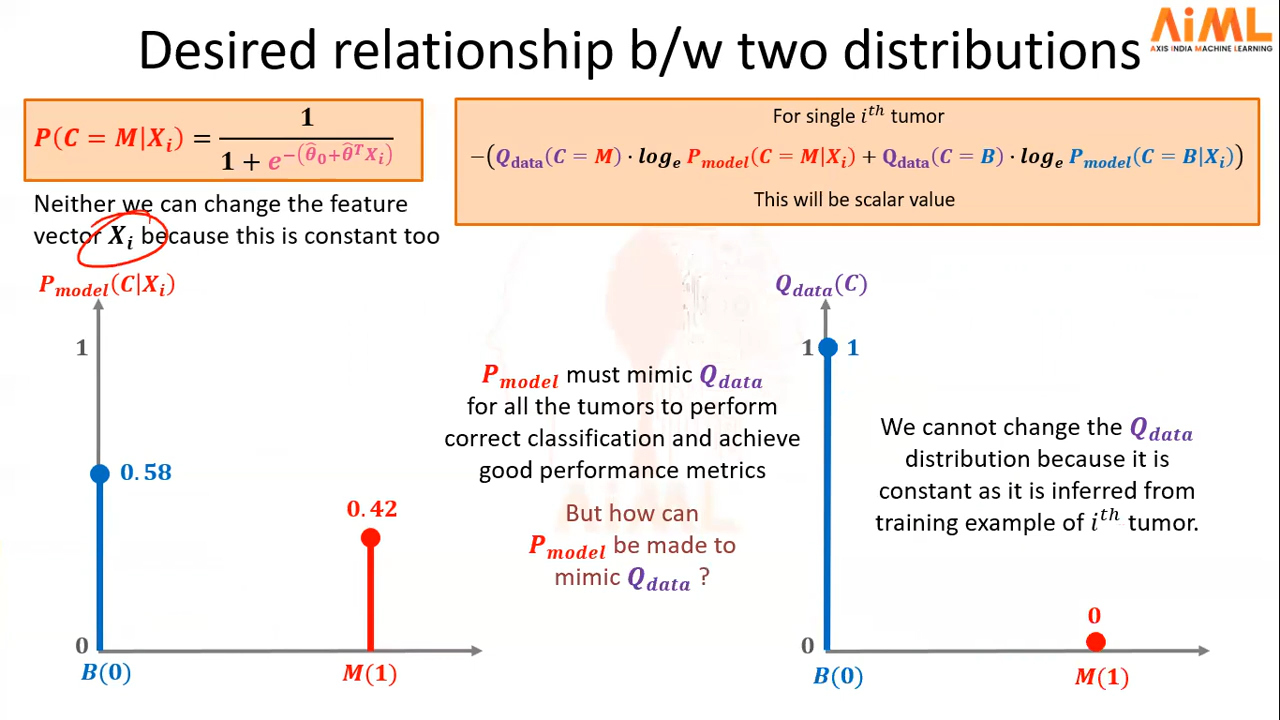 Desired relationship b/w two distributions
AiML
AXIS INDIA MACHINE LEARNING
P(C = M|X_i) = 1 / (1 + e^{-(θ̂_0+θ̂^T X_i)})
For single i^{th} tumor
-(Q_data(C = M) · log_e P_model(C = M|X_i) + Q_data(C = B) · log_e P_model(C = B|X_i))
This will be scalar value
Neither we can change the feature
vector X_i because this is constant too
P_model(C|X_i)
1
0.58
0.42
0
B(0)
M(1)
P_model must mimic Q_data
for all the tumors to perform
correct classification and achieve
good performance metrics
But how can
P_model be made to
mimic Q_data ?
Q_data(C)
1
1
0
0
B(0)
M(1)
We cannot change the Q_data
distribution because it is
constant as it is inferred from
training example of i^{th} tumor.